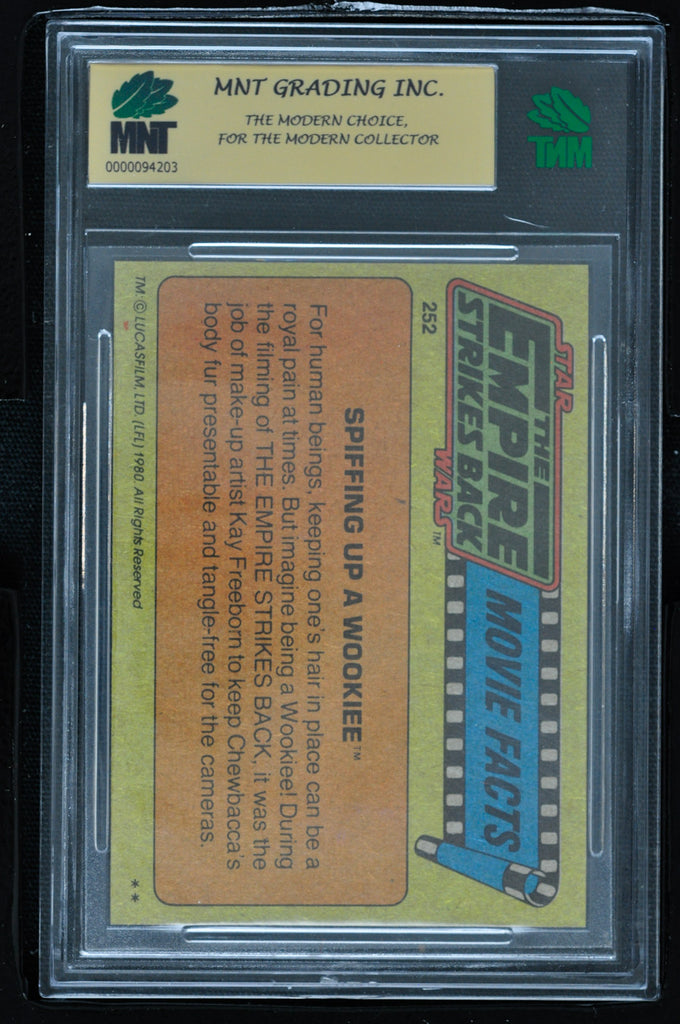 MNT
0000094203
MNT GRADING INC.
THE MODERN CHOICE,
FOR THE MODERN COLLECTOR
MNT
STAR
THE
EMPIRE
STRIKES BACK
WARS™
MOVIE FACTS
252
SPIFFING UP A WOOKIEE™
For human beings, keeping one's hair in place can be a
royal pain at times. But imagine being a Wookiee! During
the filming of THE EMPIRE STRIKES BACK, it was the
job of make-up artist Kay Freeborn to keep Chewbacca's
body fur presentable and tangle-free for the cameras.
TM: © LUCASFILM, LTD. (LFL) 1980. All Rights Reserved
**